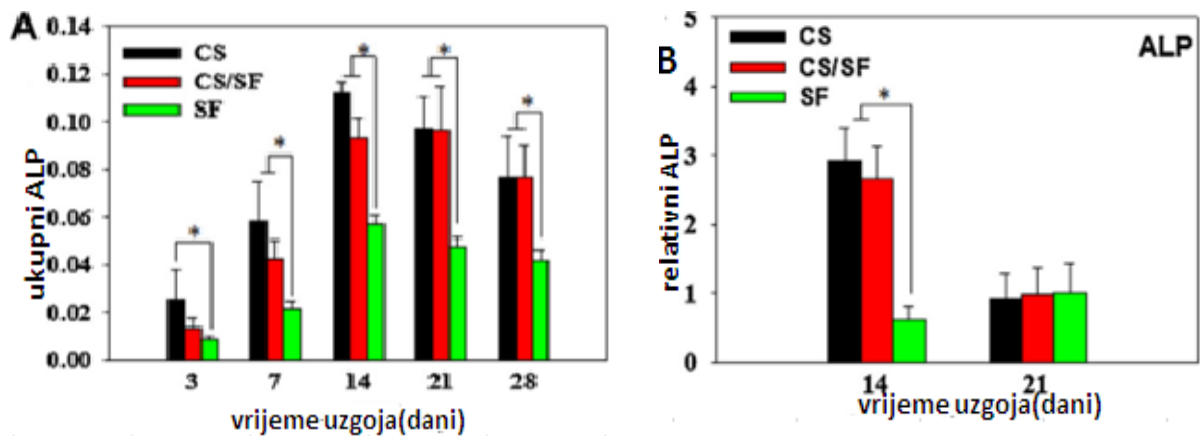 A
ukupni ALP
0.14
0.12
0.10
0.08
0.06
0.04
0.02
0.00
CS
CS/SF
SF
*
*
*
*
*
3 7 14 21 28
vrijeme uzgoja(dani)
B
relativni ALP
5
4
3
2
1
0
CS
CS/SF
SF
ALP
*
14 21
vrijeme uzgoja(dani)